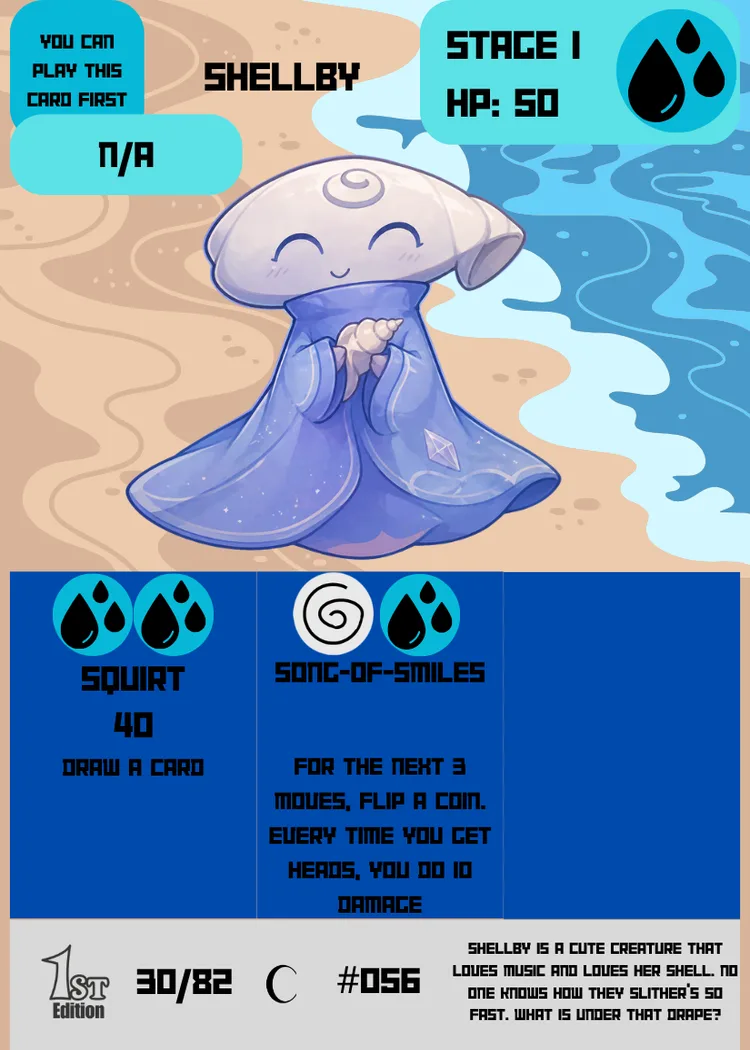 YOU CAN
PLAY THIS
CARD FIRST
N/A
SHELLBY
STAGE I
HP: 50
SQUIRT
40
DRAW A CARD
SONG-OF-SMILES
FOR THE NEXT 3
MOVES, FLIP A COIN.
EVERY TIME YOU GET
HEADS, YOU DO 10
DAMAGE
1ST
Edition
30/82
#056
SHELLBY IS A CUTE CREATURE THAT
LOVES MUSIC AND LOVES HER SHELL. NO
ONE KNOWS HOW THEY SLITHER'S SO
FAST. WHAT IS UNDER THAT DRAPE?